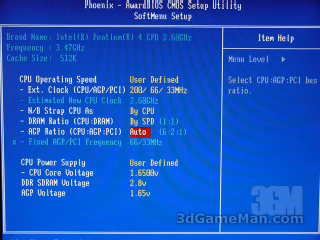 Phoenix - AwardBIOS CMOS Setup Utility
SoftMenu Setup
Brand Name: Intel(R) Pentium(R) 4 CPU 2.60GHz
Frequency : 3.47GHz
Cache Size: 512K
Item Help
Menu Level ▸
Select CPU:AGP:PCI bus
ratio.
CPU Operating Speed User Defined
- Ext. Clock (CPU/AGP/PCI) 200/ 66/ 33MHz
- Estimated New CPU Clock 2.60GHz
- N/B Strap CPU As By CPU
- DRAM Ratio (CPU:DRAM) By SPD (1:1)
- AGP Ratio (CPU:AGP:PCI) Auto (6:2:1)
x - Fixed AGP/PCI Frequency 66/33MHz
CPU Power Supply User Defined
- CPU Core Voltage 1.6500v
DDR SDRAM Voltage 2.8v
AGP Voltage 1.65v
3GM
3dGameMan.com